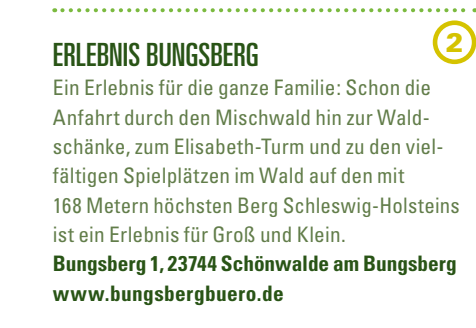 2
ERLEBNIS BUNGSBERG
Ein Erlebnis für die ganze Familie: Schon die
Anfahrt durch den Mischwald hin zur Wald-
schänke, zum Elisabeth-Turm und zu den viel-
fältigen Spielplätzen im Wald auf den mit
168 Metern höchsten Berg Schleswig-Holsteins
ist ein Erlebnis für Groß und Klein.
Bungsberg 1, 23744 Schönwalde am Bungsberg
www.bungsbergbuero.de